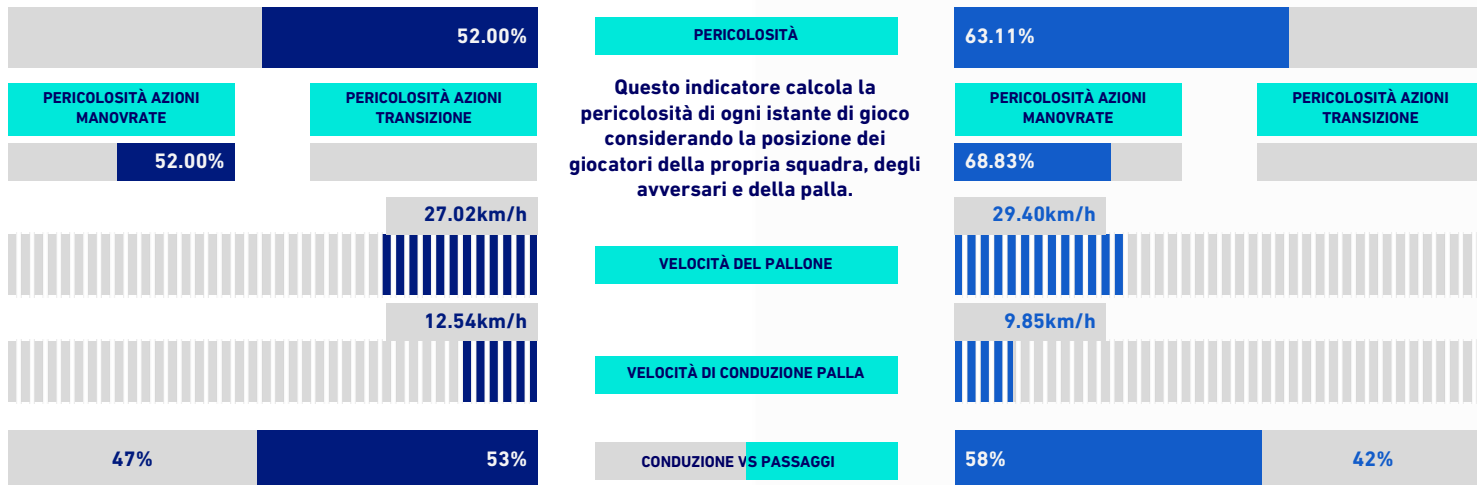 52.00%
PERICOLOSITÀ
63.11%
PERICOLOSITÀ AZIONI
MANOVRATE
PERICOLOSITÀ AZIONI
TRANSIZIONE
Questo indicatore calcola la
pericolosità di ogni istante di gioco
considerando la posizione dei
giocatori della propria squadra, degli
avversari e della palla.
PERICOLOSITÀ AZIONI
MANOVRATE
PERICOLOSITÀ AZIONI
TRANSIZIONE
52.00%
68.83%
27.02km/h
29.40km/h
VELOCITÀ DEL PALLONE
12.54km/h
9.85km/h
VELOCITÀ DI CONDUZIONE PALLA
47%
53%
CONDUZIONE VS PASSAGGI
58%
42%